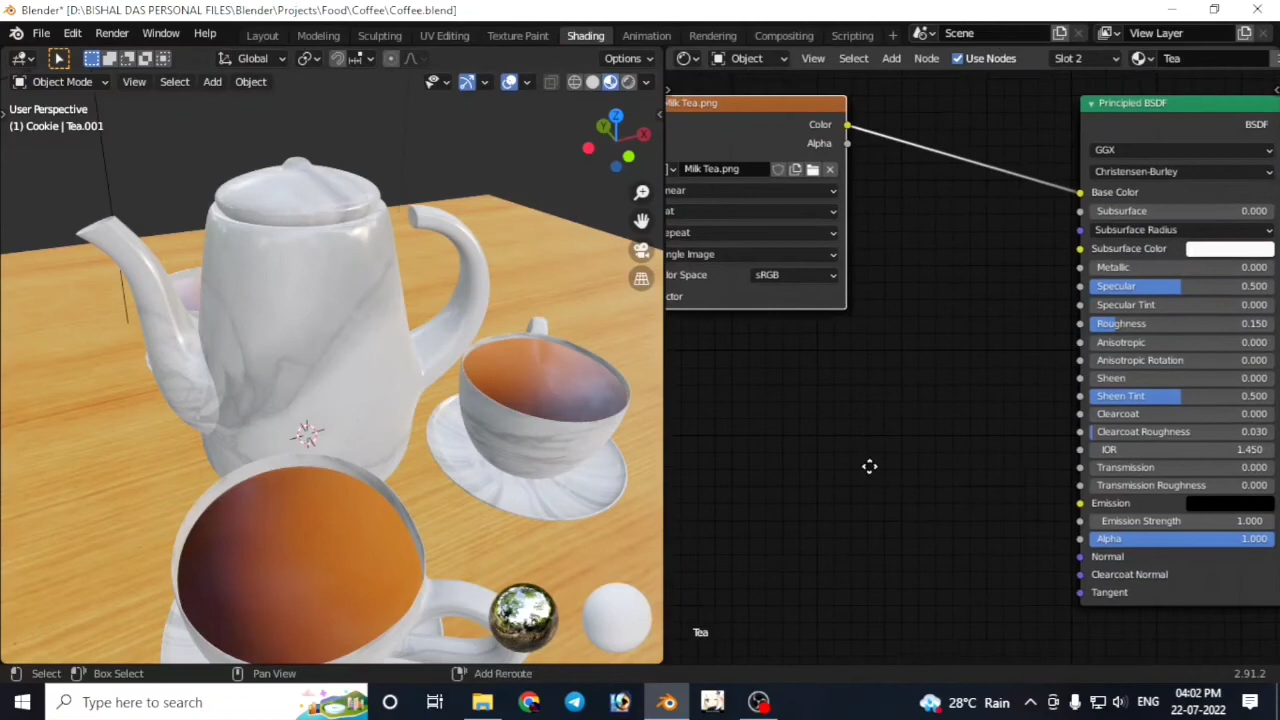 Blender* [D:\BISHAL DAS PERSONAL FILES\Blender\Projects\Food\Coffee\Coffee.blend]
File Edit Render Window Help Layout Modeling Sculpting UV Editing Texture Paint Shading Animation Rendering Compositing Scripting + Scene View Layer
Global Options Object View Select Add Node Use Nodes Slot 2 Tea
Object Mode View Select Add Object
User Perspective
(1) Cookie | Tea.001
X
Y
Z
Milk Tea.png
Color
Alpha
Milk Tea.png
near
at
epeat
ngle Image
or Space sRGB
ctor
Principled BSDF
BSDF
GGX
Christensen-Burley
Base Color
Subsurface 0.000
Subsurface Radius
Subsurface Color
Metallic 0.000
Specular 0.500
Specular Tint 0.000
Roughness 0.150
Anisotropic 0.000
Anisotropic Rotation 0.000
Sheen 0.000
Sheen Tint 0.500
Clearcoat 0.000
Clearcoat Roughness 0.030
IOR 1.450
Transmission 0.000
Transmission Roughness 0.000
Emission
Emission Strength 1.000
Alpha 1.000
Normal
Clearcoat Normal
Tangent
Tea
Select Box Select Pan View Add Reroute 2.91.2
Type here to search 28°C Rain ENG 04:02 PM
22-07-2022